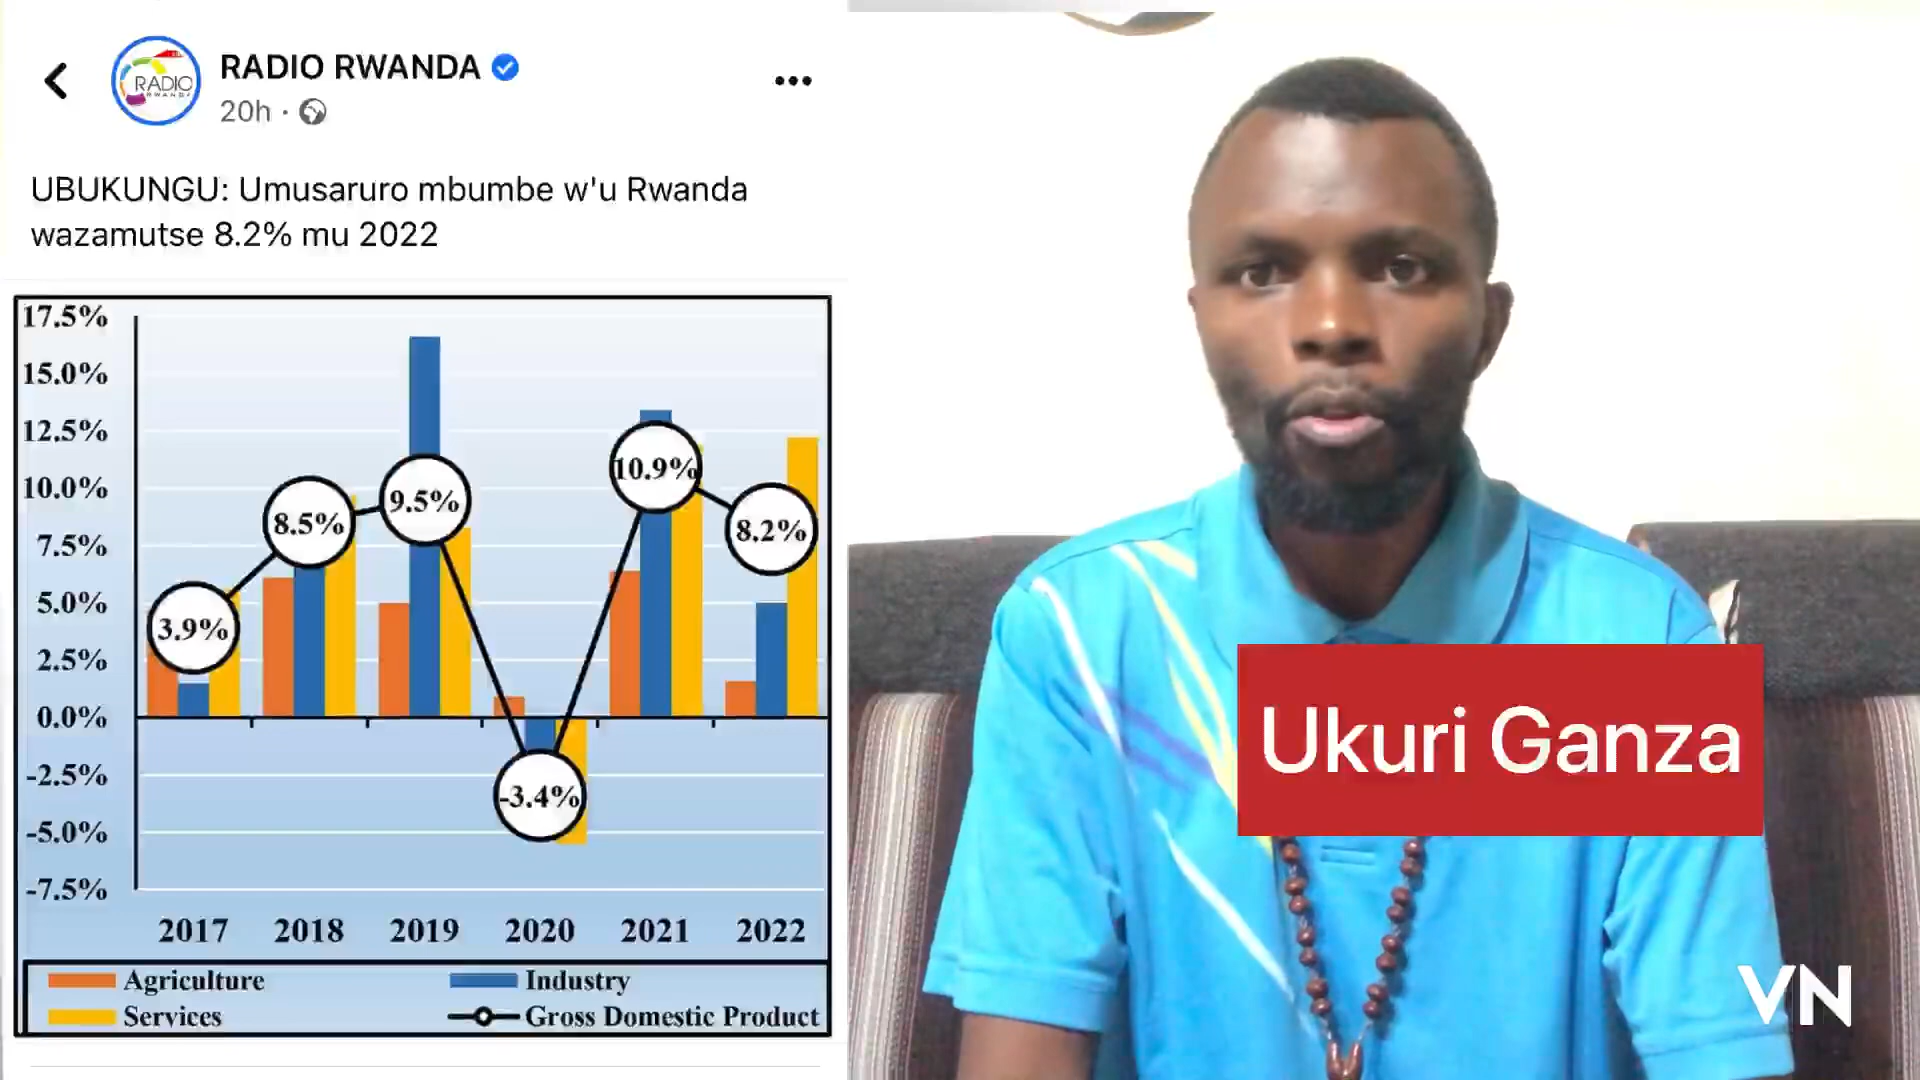 RADIO RWANDA
20h ·
RADIO
RWANDA
UBUKUNGU: Umusaruro mbumbe w'u Rwanda
wazamutse 8.2% mu 2022
17.5%
15.0%
12.5%
10.0%
7.5%
5.0%
2.5%
0.0%
-2.5%
-5.0%
-7.5%
3.9%
8.5%
9.5%
-3.4%
10.9%
8.2%
2017 2018 2019 2020 2021 2022
Agriculture Industry
Services Gross Domestic Product
Ukuri Ganza
VN